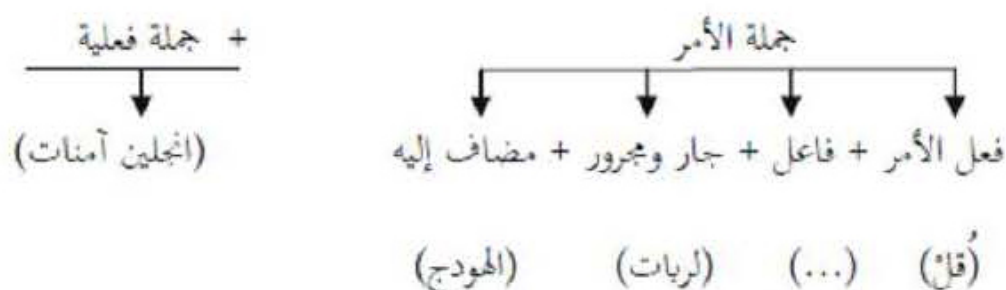 جملة الأمر + جملة فعلية
فعل الأمر + فاعل + جار ومجرور + مضاف إليه (انجلين آمنات)
(قُلْ) (...) (لربات) (الهودج)